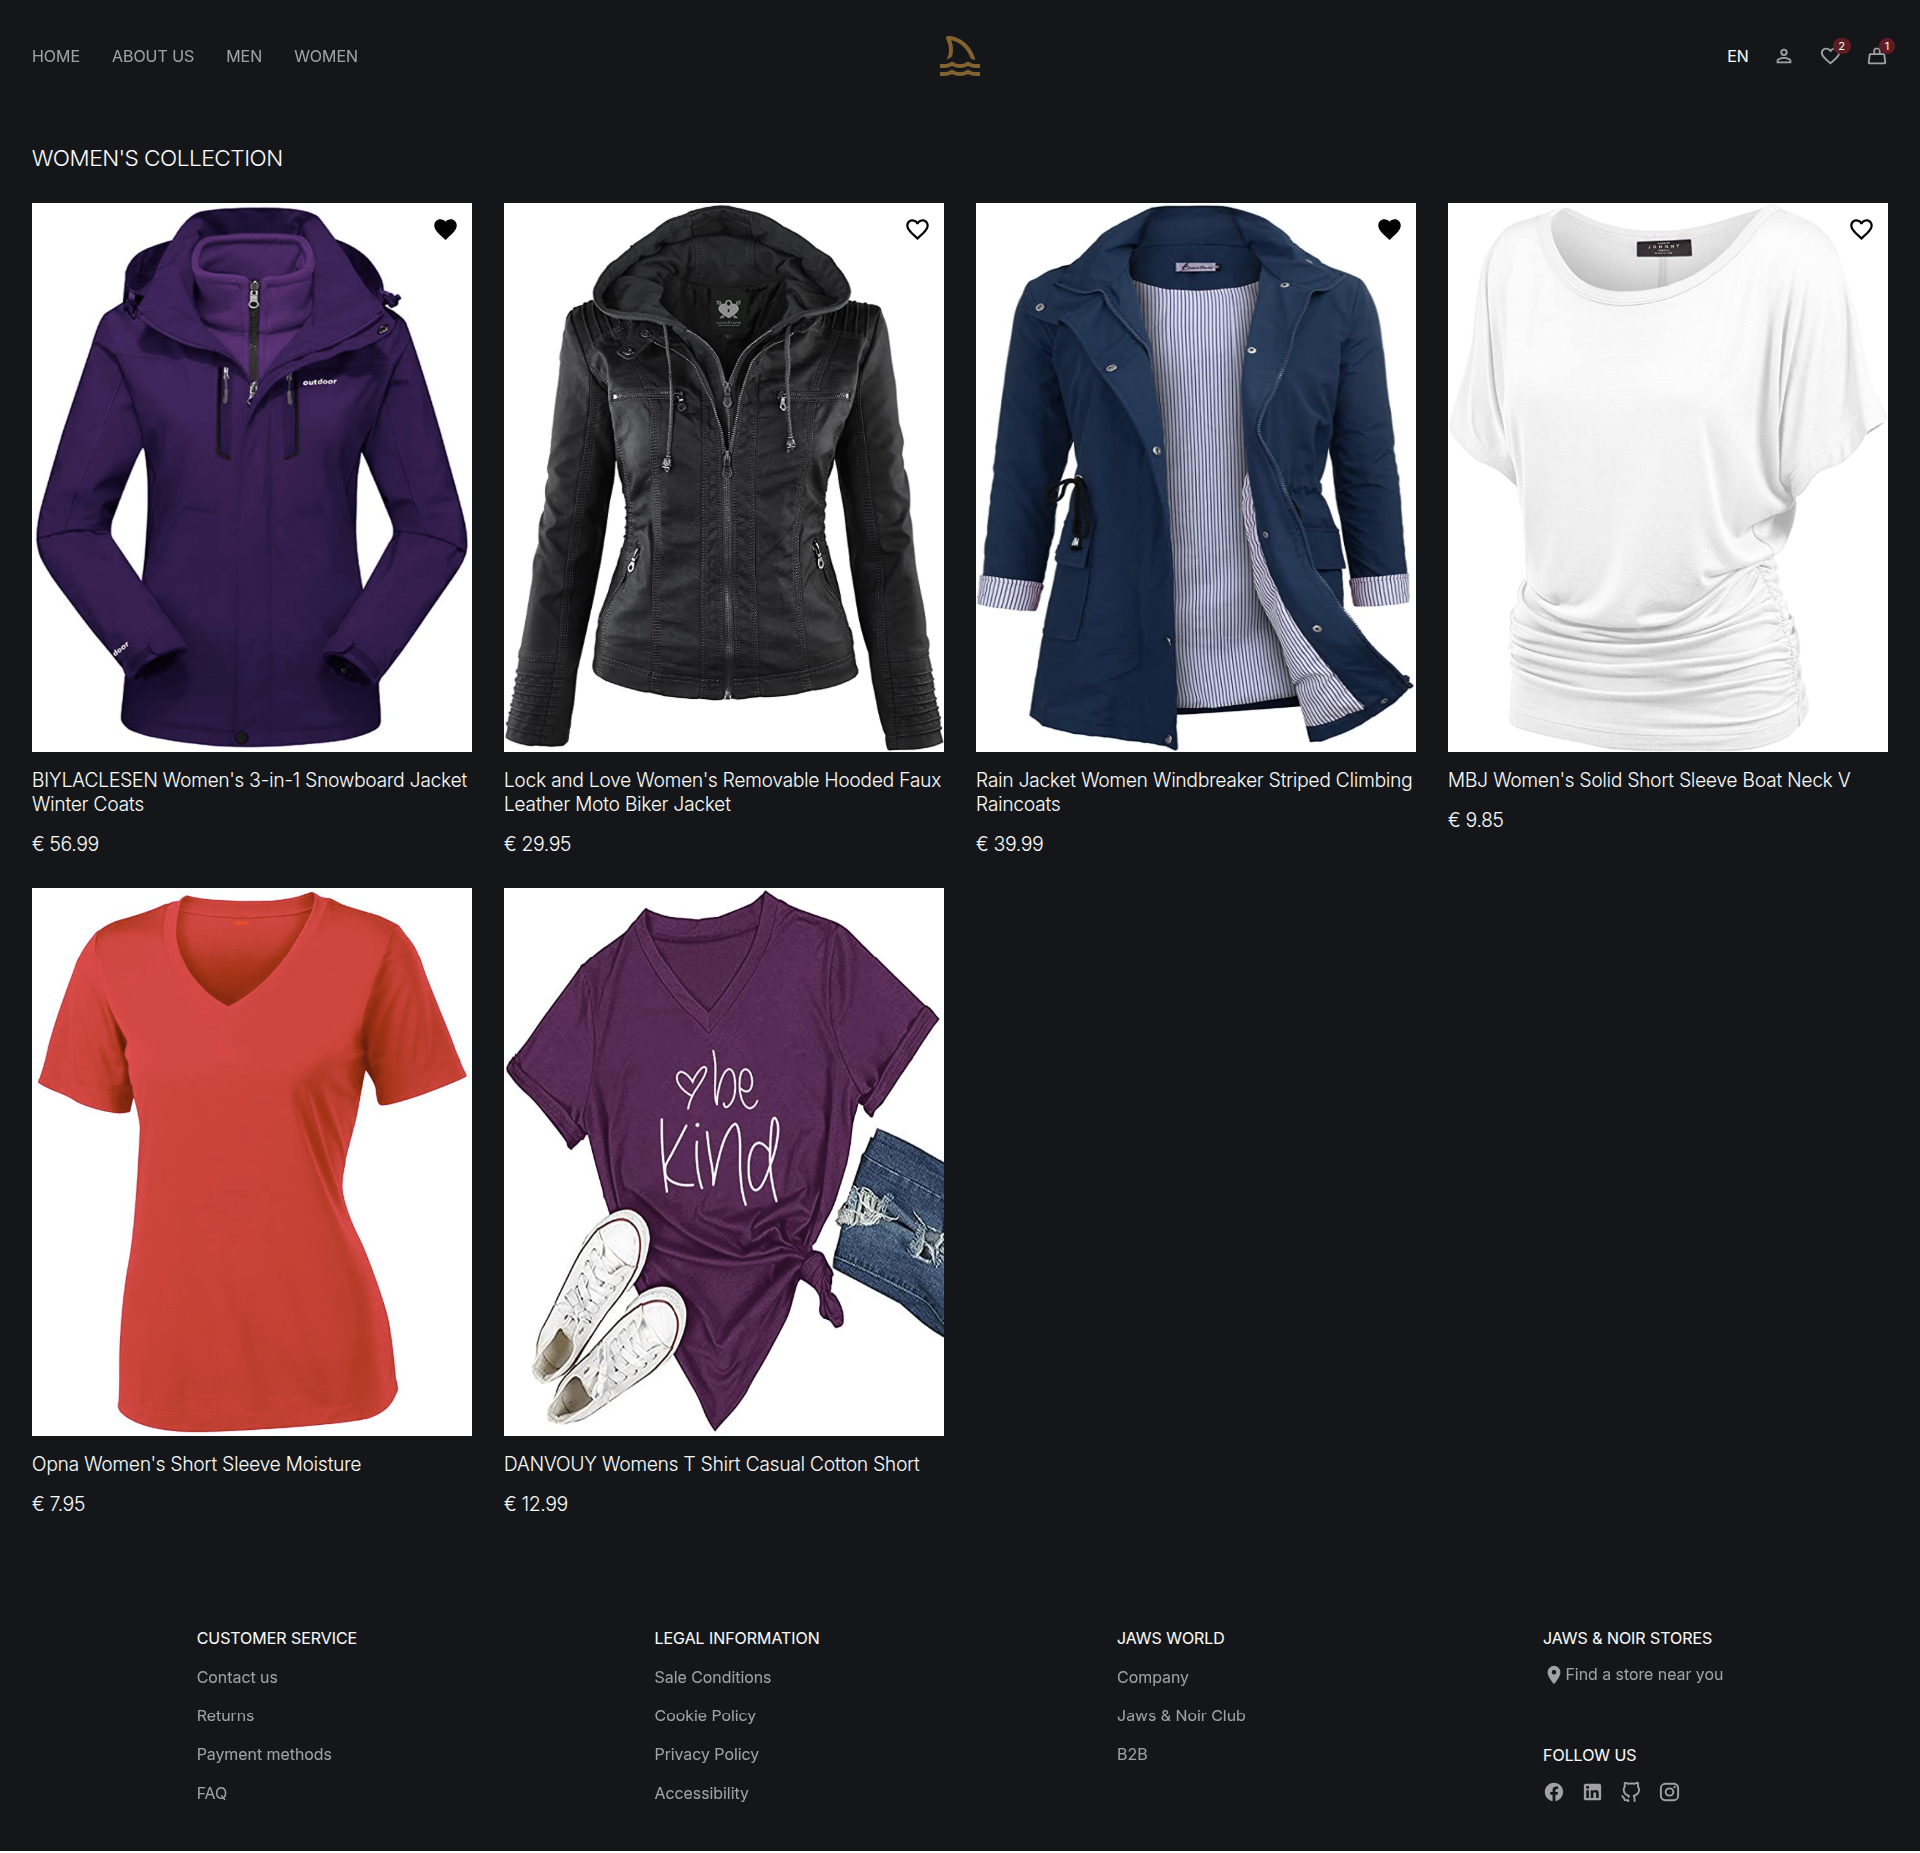 HOME ABOUT US MEN WOMEN
EN 2 1
WOMEN'S COLLECTION
outdoor
door
JOHNNY
BIYLACLESEN Women's 3-in-1 Snowboard Jacket
Winter Coats
€ 56.99
Lock and Love Women's Removable Hooded Faux
Leather Moto Biker Jacket
€ 29.95
Rain Jacket Women Windbreaker Striped Climbing
Raincoats
€ 39.99
MBJ Women's Solid Short Sleeve Boat Neck V
€ 9.85
be
kind
Opna Women's Short Sleeve Moisture
€ 7.95
DANVOUY Womens T Shirt Casual Cotton Short
€ 12.99
CUSTOMER SERVICE
Contact us
Returns
Payment methods
FAQ
LEGAL INFORMATION
Sale Conditions
Cookie Policy
Privacy Policy
Accessibility
JAWS WORLD
Company
Jaws & Noir Club
B2B
JAWS & NOIR STORES
Find a store near you
FOLLOW US